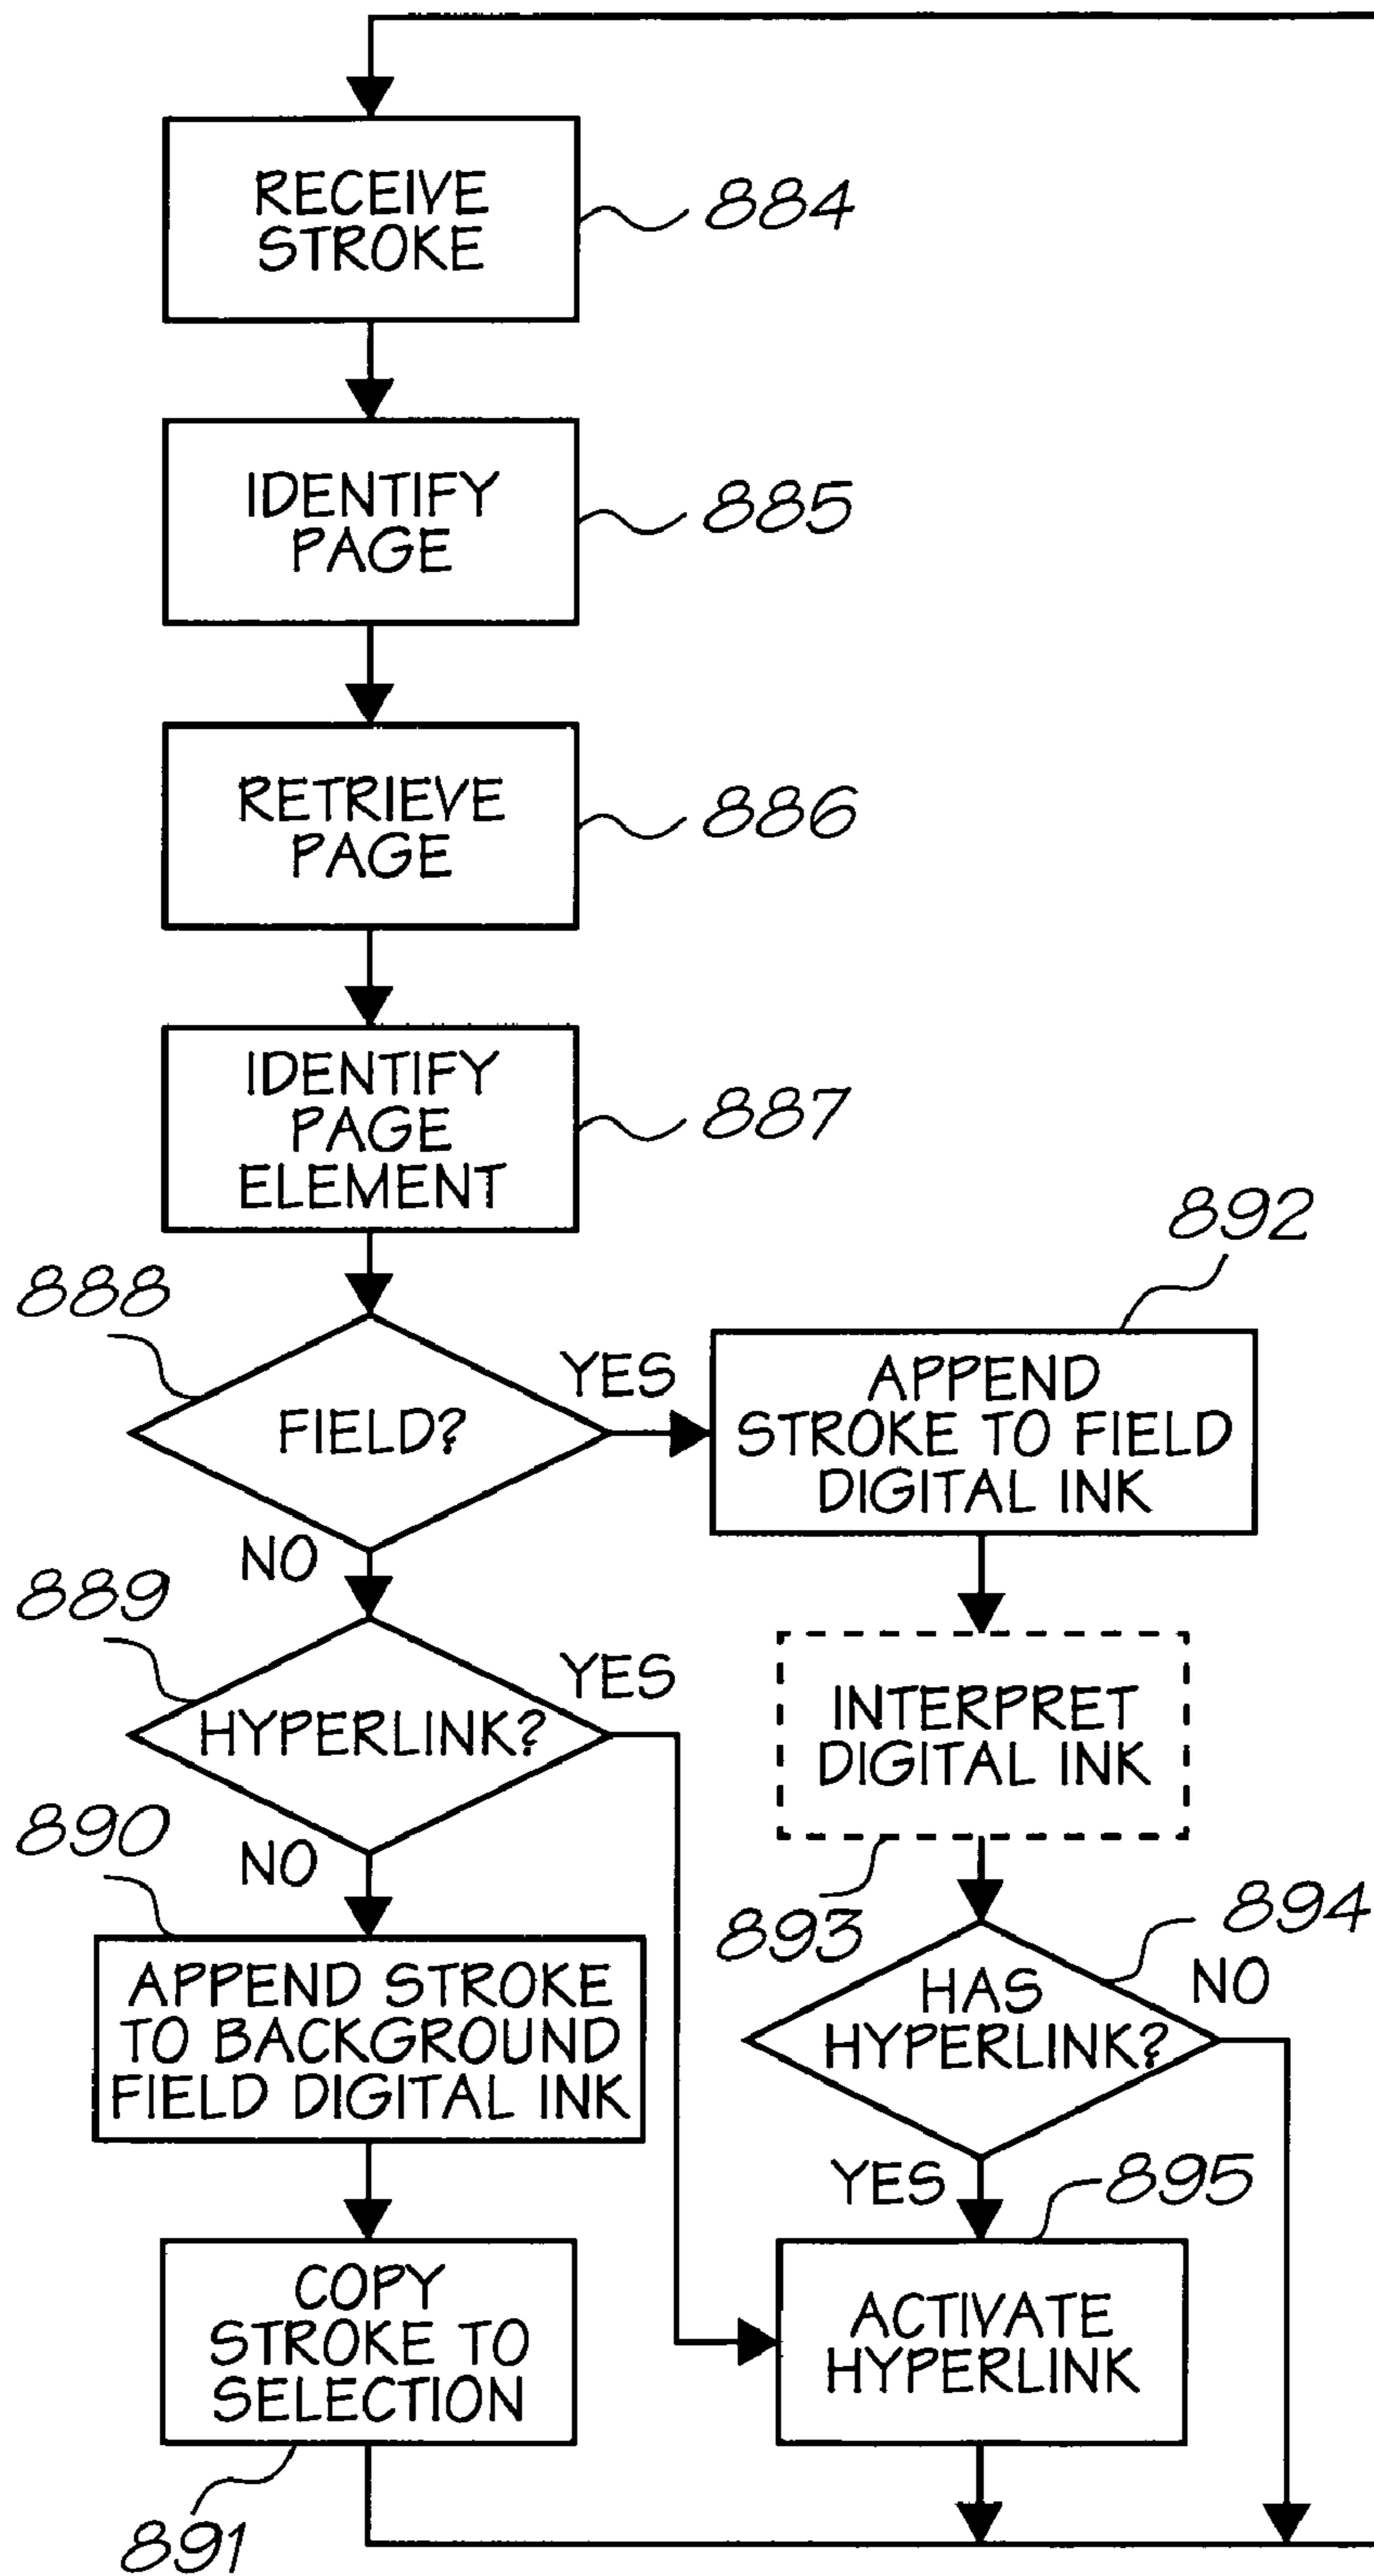 RECEIVE
STROKE
884
IDENTIFY
PAGE
885
RETRIEVE
PAGE
886
IDENTIFY
PAGE
ELEMENT
887
888
FIELD?
YES
NO
892
APPEND
STROKE TO FIELD
DIGITAL INK
889
HYPERLINK?
YES
NO
INTERPRET
DIGITAL INK
893
890
APPEND STROKE
TO BACKGROUND
FIELD DIGITAL INK
894
HAS
HYPERLINK?
NO
YES
895
COPY
STROKE TO
SELECTION
891
ACTIVATE
HYPERLINK